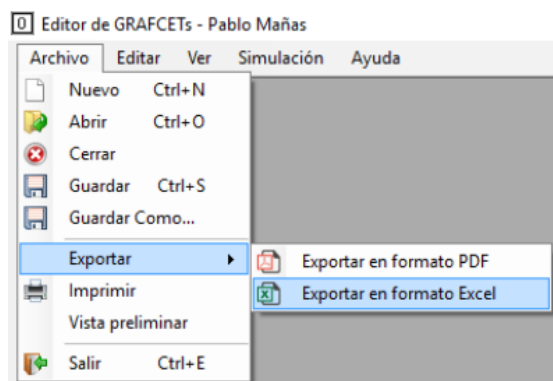 Editor de GRAFCETs - Pablo Mañas
Archivo Editar Ver Simulación Ayuda
Nuevo Ctrl+N
Abrir Ctrl+O
Cerrar
Guardar Ctrl+S
Guardar Como...
Exportar
Exportar en formato PDF
Imprimir
Exportar en formato Excel
Vista preliminar
Salir Ctrl+E